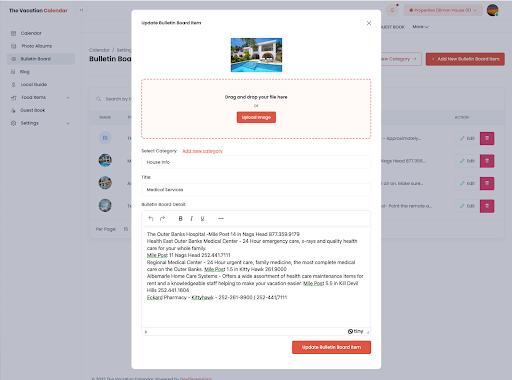 The Vacation Calendar
Properties Dillman House (X)
Calendar
Photo Albums
Bulletin Board
Blog
Local Guide
Food Items
Guest Book
Settings
GUEST BOOK
More
Calendar / Setting
Bulletin Boa
Category
+ Add New Bulletin Board Item
Search by t
NAME
ACTION
- Approximately...
Edit
Nags Head 877.359...
Edit
all on. Make sure...
Edit
- Point the remote a...
Edit
Per Page: 15
Update Bulletin Board Item
Drag and drop your file here
or
Upload Image
Select Category: Add new category
House Info
Title:
Medical Services
Bulletin Board Detail:
B I U ...
The Outer Banks Hospital -Mile Post 14 in Nags Head 877.359.9179
Health East Outer Banks Medical Center - 24 Hour emergency care, x-rays and quality health
care for your whole family.
Mile Post 11 Nags Head 252.441.7111
Regional Medical Center - 24 Hour urgent care, family medicine, the most complete medical
care on the Outer Banks. Mile Post 1.5 in Kitty Hawk 261.9000
Albemarle Home Care Systems - Offers a wide assortment of health care maintenance items for
rent and a knowledgeable staff helping to make your vacation easier. Mile Post 5.5 in Kill Devil
Hills 252.441.1604
Eckard Pharmacy - Kittyhawk - 252-261-8900 | 252-441/7111
tiny
Update Bulletin Board Item
© 2022 The Vacation Calendar, powered by